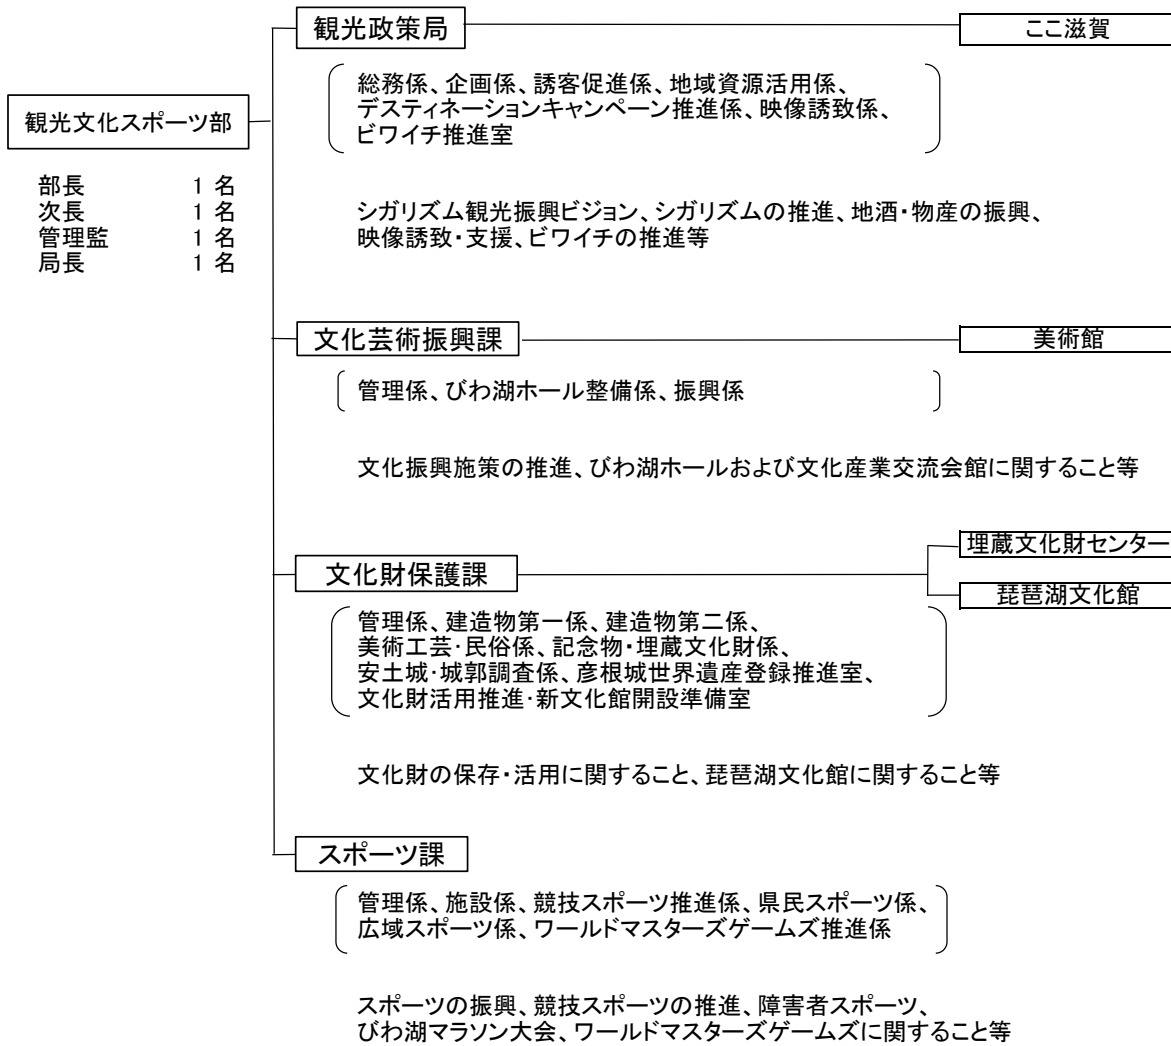 観光文化スポーツ部
部長 1 名
次長 1 名
管理監 1 名
局長 1 名
観光政策局
ここ滋賀
総務係、企画係、誘客促進係、地域資源活用係、
デスティネーションキャンペーン推進係、映像誘致係、
ビワイチ推進室
シガリズム観光振興ビジョン、シガリズムの推進、地酒・物産の振興、
映像誘致・支援、ビワイチの推進等
文化芸術振興課
美術館
管理係、びわ湖ホール整備係、振興係
文化振興施策の推進、びわ湖ホールおよび文化産業交流会館に関すること等
文化財保護課
埋蔵文化財センター
琵琶湖文化館
管理係、建造物第一係、建造物第二係、
美術工芸・民俗係、記念物・埋蔵文化財係、
安土城・城郭調査係、彦根城世界遺産登録推進室、
文化財活用推進・新文化館開設準備室
文化財の保存・活用に関すること、琵琶湖文化館に関すること等
スポーツ課
管理係、施設係、競技スポーツ推進係、県民スポーツ係、
広域スポーツ係、ワールドマスターズゲームズ推進係
スポーツの振興、競技スポーツの推進、障害者スポーツ、
びわ湖マラソン大会、ワールドマスターズゲームズに関すること等